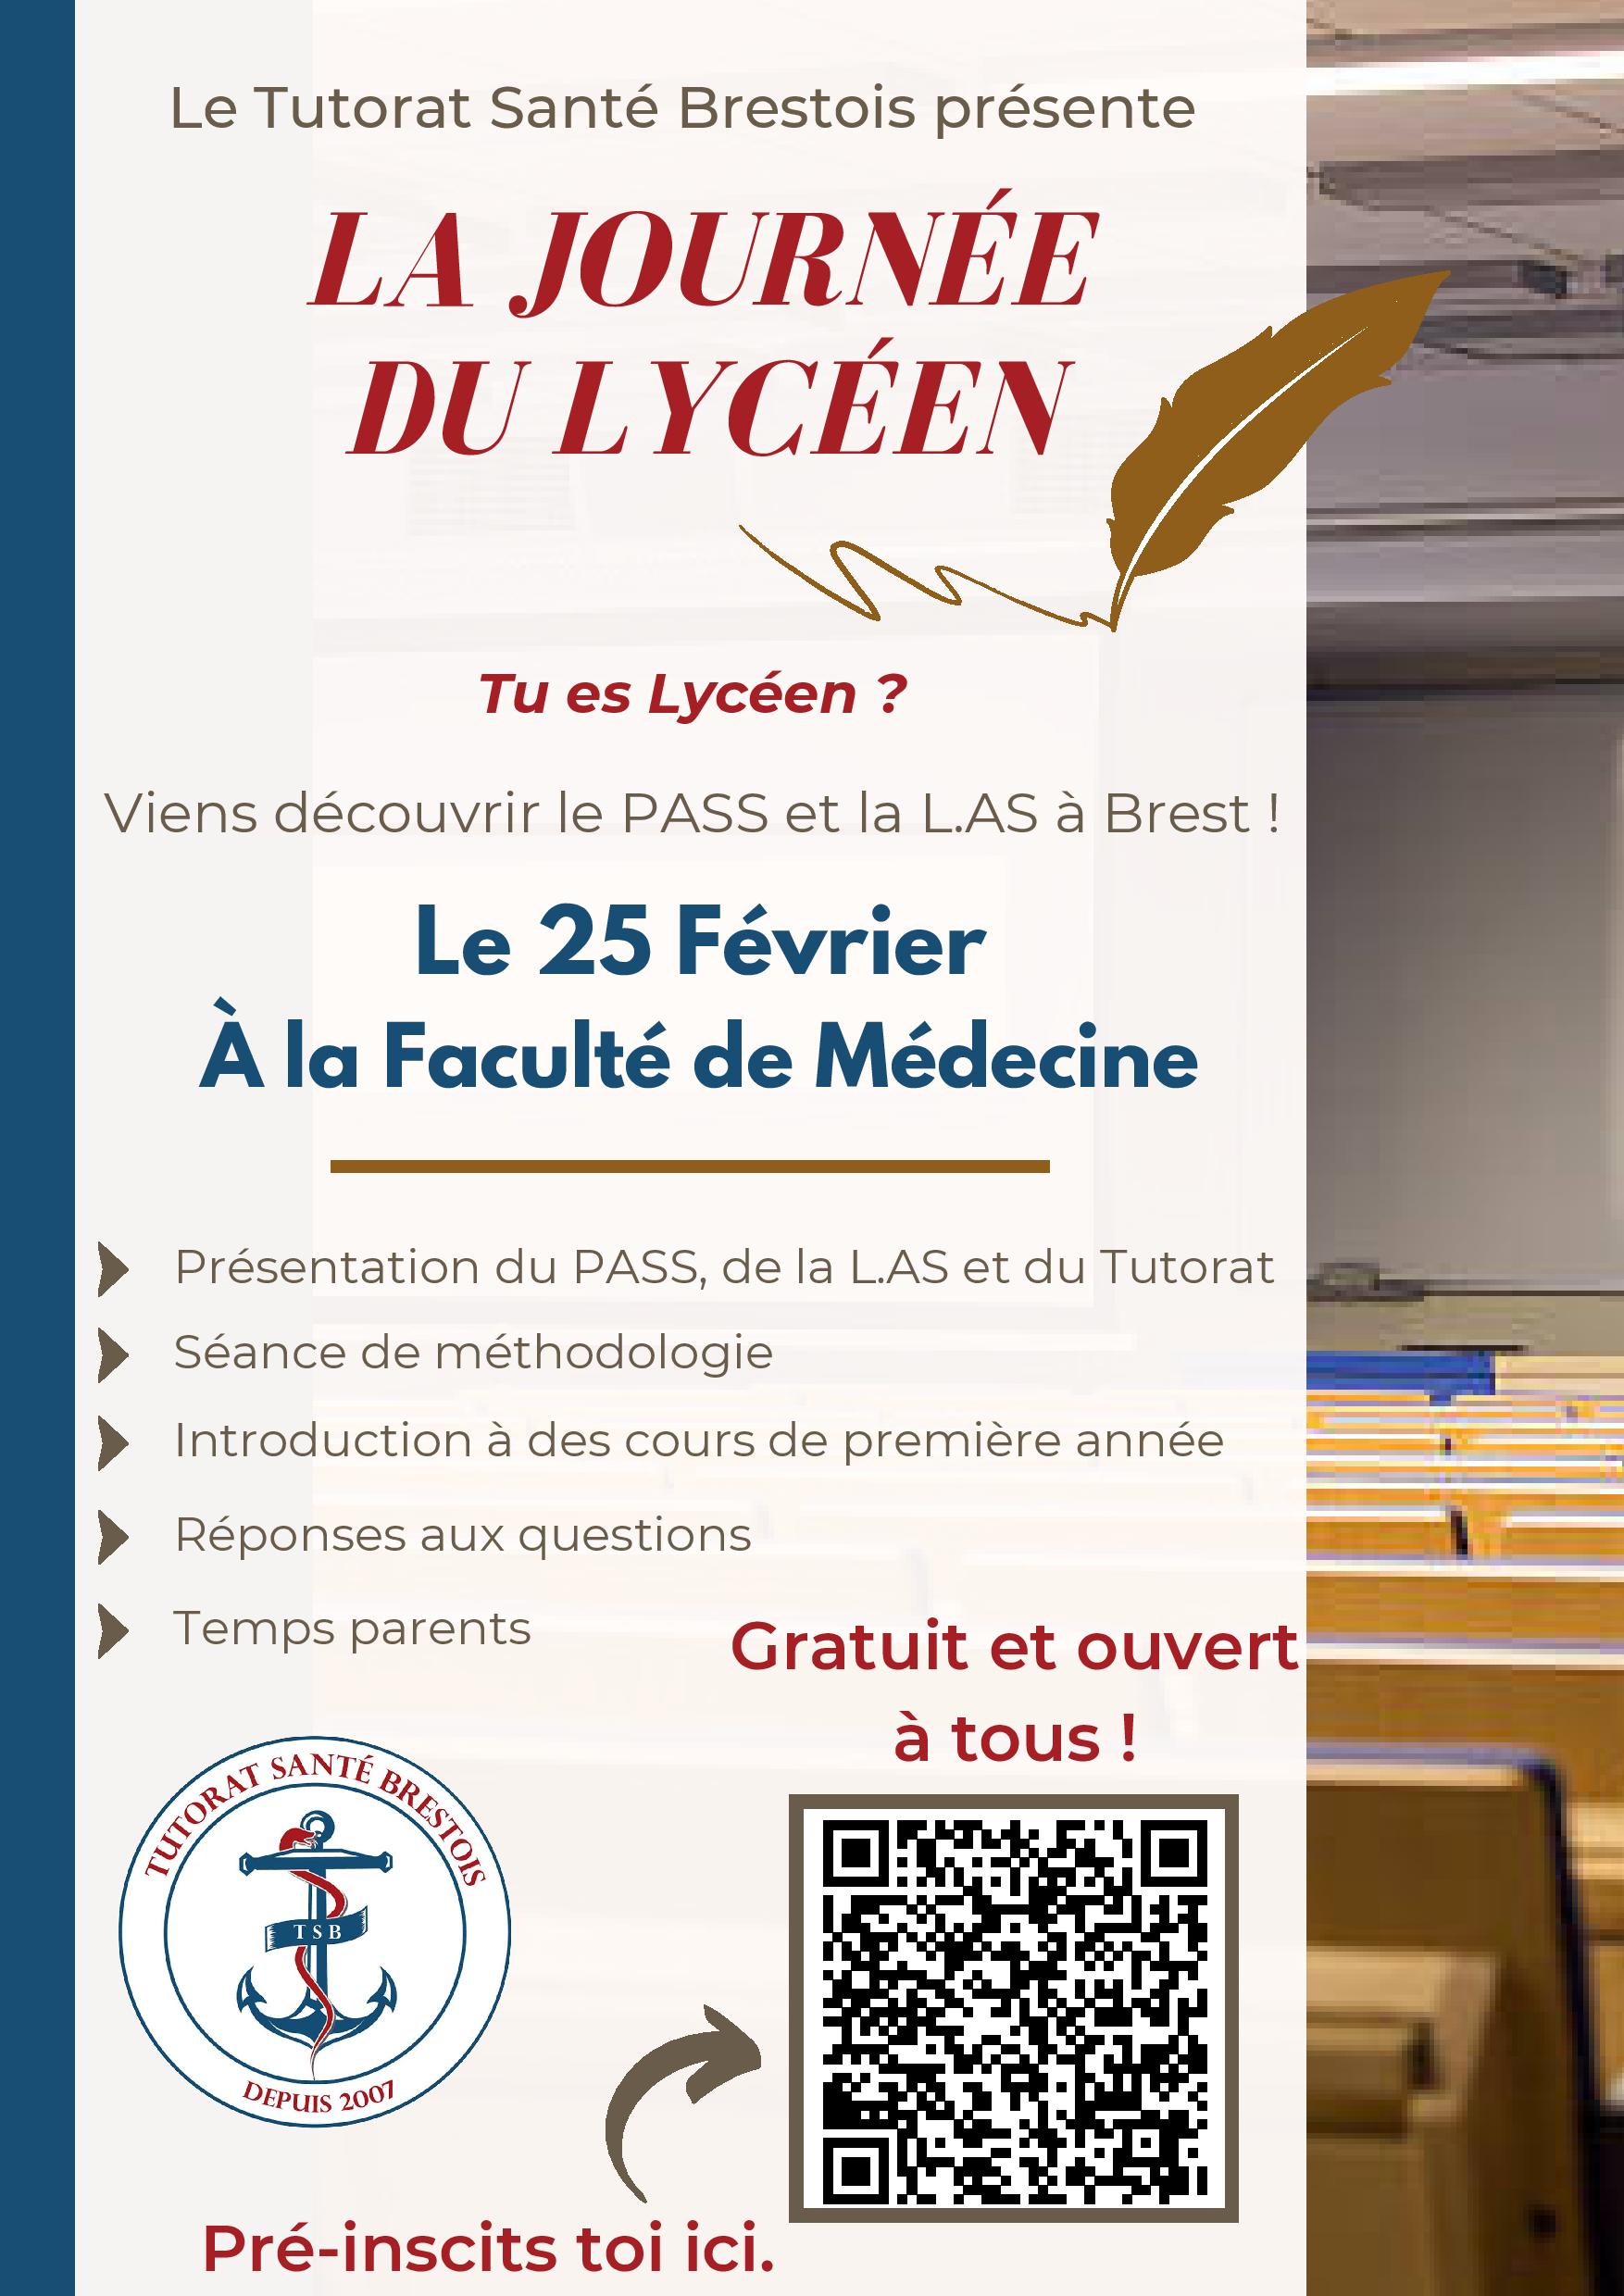 Le Tutorat Santé Brestois présente
LA JOURNÉE
DU LYCÉEN
Tu es Lycéen ?
Viens découvrir le PASS et la L.AS à Brest !
Le 25 Février
À la Faculté de Médecine
Présentation du PASS, de la L.AS et du Tutorat
Séance de méthodologie
Introduction à des cours de première année
Réponses aux questions
Temps parents
Gratuit et ouvert
à tous !
TUTORAT SANTÉ BRESTOIS
T S B
DEPUIS 2007
Pré-inscits toi ici.